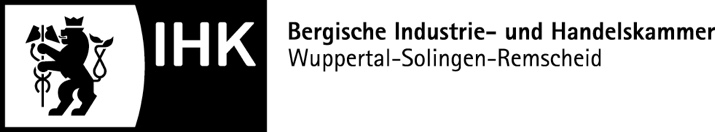 IHK
Bergische Industrie- und Handelskammer
Wuppertal-Solingen-Remscheid